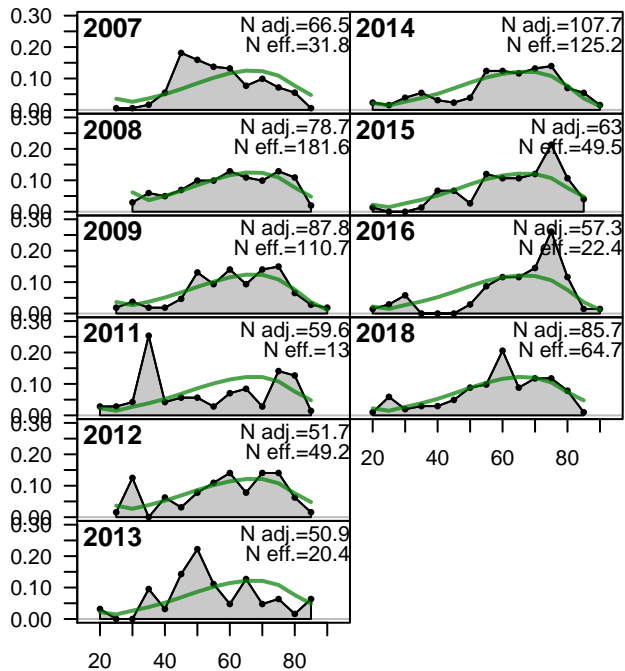 0.30
0.20
0.10
0.00
2007
N adj.=66.5
N eff.=31.8
2014
N adj.=107.7
N eff.=125.2
0.30
0.20
0.10
0.00
2008
N adj.=78.7
N eff.=181.6
2015
N adj.=63
N eff.=49.5
0.30
0.20
0.10
0.00
2009
N adj.=87.8
N eff.=110.7
2016
N adj.=57.3
N eff.=22.4
0.30
0.20
0.10
0.00
2011
N adj.=59.6
N eff.=13
2018
N adj.=85.7
N eff.=64.7
0.30
0.20
0.10
0.00
2012
N adj.=51.7
N eff.=49.2
20 40 60 80
0.30
0.20
0.10
0.00
2013
N adj.=50.9
N eff.=20.4
20 40 60 80